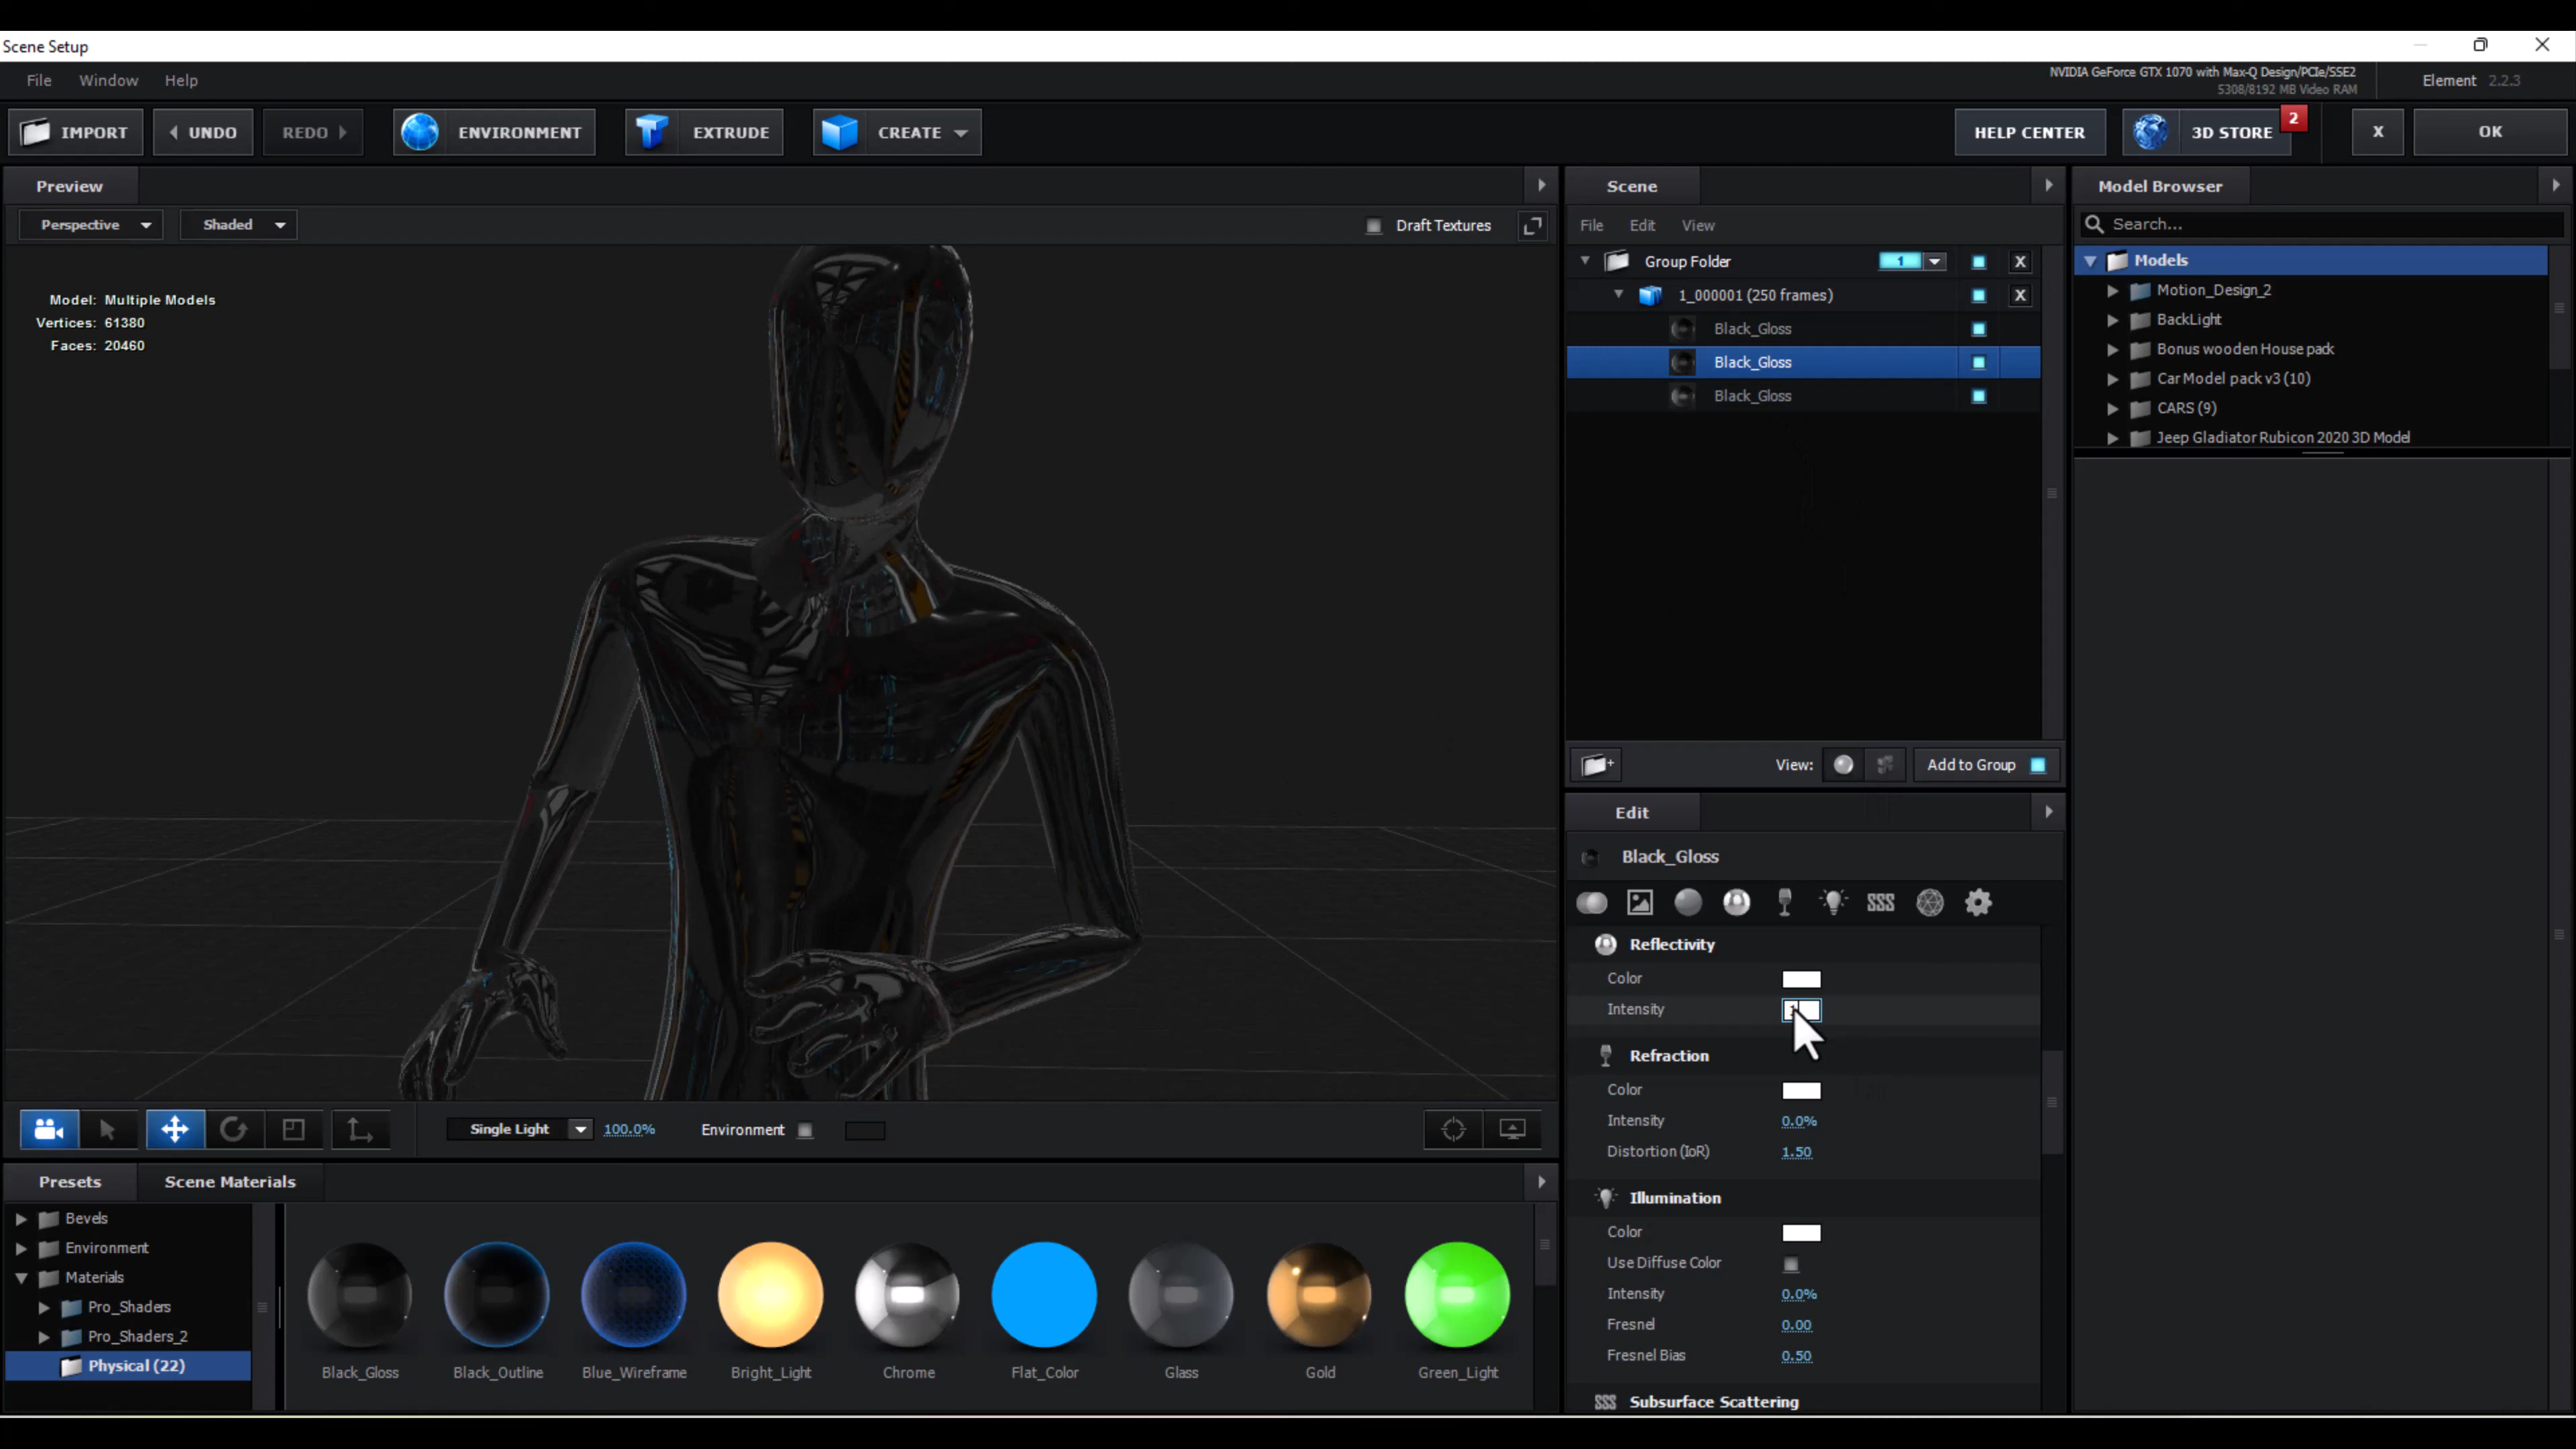 Scene Setup
File Window Help
NVIDIA GeForce GTX 1070 with Max-Q Design/PCIe/SSE2
5308/8192 MB Video RAM
Element 2.2.3
IMPORT UNDO REDO ENVIRONMENT EXTRUDE CREATE
HELP CENTER 3D STORE 2 X OK
Preview
Perspective Shaded
Draft Textures
Model: Multiple Models
Vertices: 61380
Faces: 20460
Scene
File Edit View
Group Folder 1 X
1_000001 (250 frames) X
Black_Gloss
Black_Gloss
Black_Gloss
View: Add to Group
Model Browser
Search...
Models
Motion_Design_2
BackLight
Bonus wooden House pack
Car Model pack v3 (10)
CARS (9)
Jeep Gladiator Rubicon 2020 3D Model
Edit
Black_Gloss
Reflectivity
Color
Intensity
Refraction
Color
Intensity 0.0%
Distortion (IoR) 1.50
Illumination
Color
Use Diffuse Color
Intensity 0.0%
Fresnel 0.00
Fresnel Bias 0.50
Subsurface Scattering
Single Light 100.0% Environment
Presets Scene Materials
Bevels
Environment
Materials
Pro_Shaders
Pro_Shaders_2
Physical (22)
Black_Gloss Black_Outline Blue_Wireframe Bright_Light Chrome Flat_Color Glass Gold Green_Light